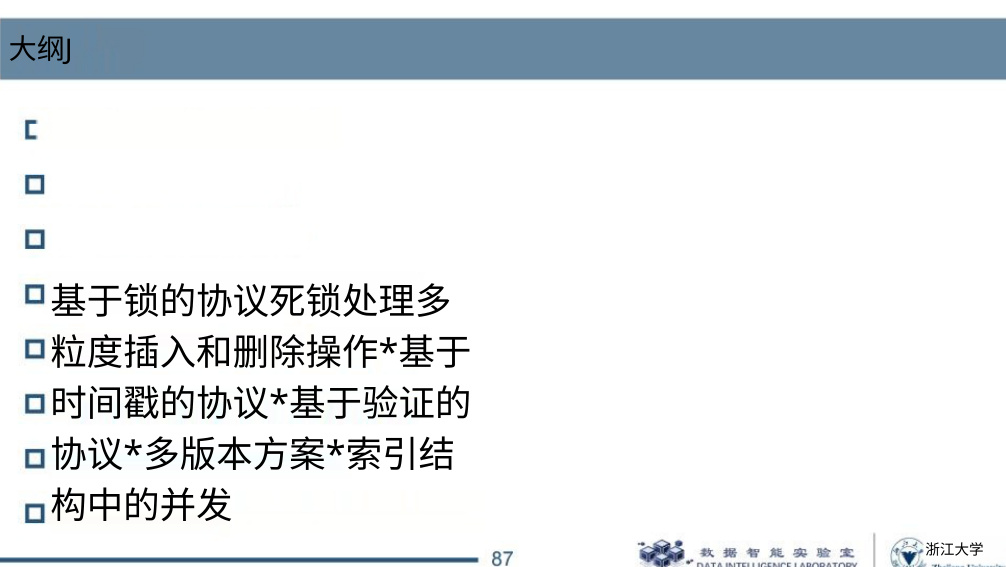 大纲J
基于锁的协议死锁处理多
粒度插入和删除操作*基于
时间戳的协议*基于验证的
协议*多版本方案*索引结
构中的并发
87
数据智能实验室
DATA INTELLIGENCE LABORATORY
浙江大学